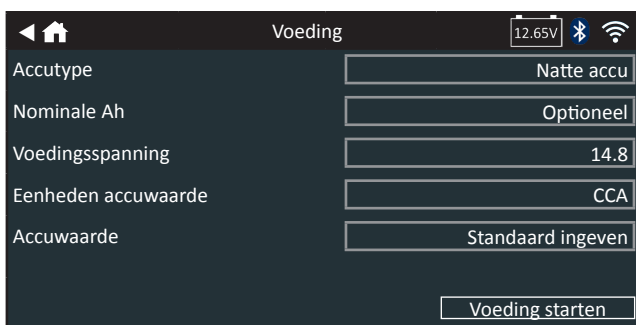 Voeding 12.65V
Accutype Natte accu
Nominale Ah Optioneel
Voedingsspanning 14.8
Eenheden accuwaarde CCA
Accuwaarde Standaard ingeven
Voeding starten